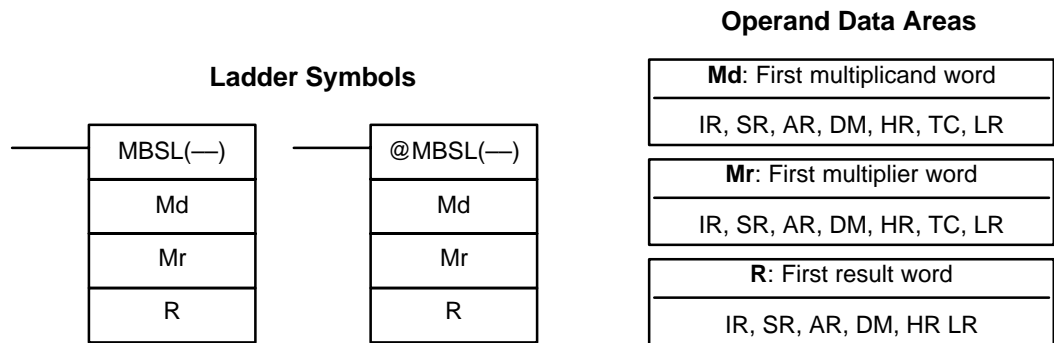 Ladder Symbols
MBSL(––)
Md
Mr
R
@MBSL(––)
Md
Mr
R
Operand Data Areas
Md: First multiplicand word
IR, SR, AR, DM, HR, TC, LR
Mr: First multiplier word
IR, SR, AR, DM, HR, TC, LR
R: First result word
IR, SR, AR, DM, HR LR